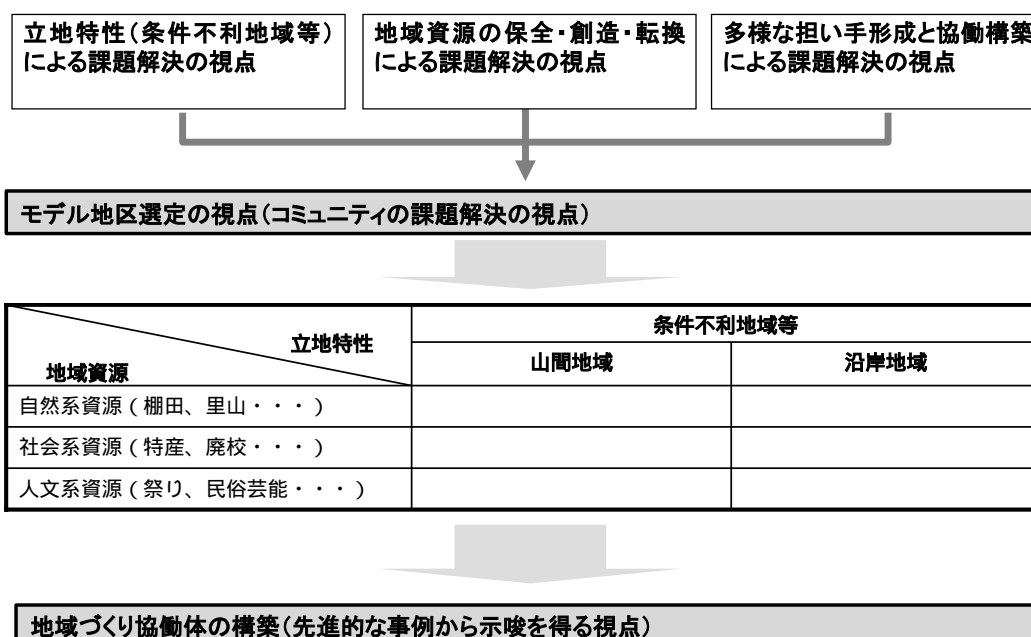 立地特性(条件不利地域等)
による課題解決の視点
地域資源の保全・創造・転換
による課題解決の視点
多様な担い手形成と協働構築
による課題解決の視点
モデル地区選定の視点(コミュニティの課題解決の視点)
立地特性
地域資源
条件不利地域等
山間地域
沿岸地域
自然系資源(棚田、里山・・・)
社会系資源(特産、廃校・・・)
人文系資源(祭り、民俗芸能・・・)
地域づくり協働体の構築(先進的な事例から示唆を得る視点)